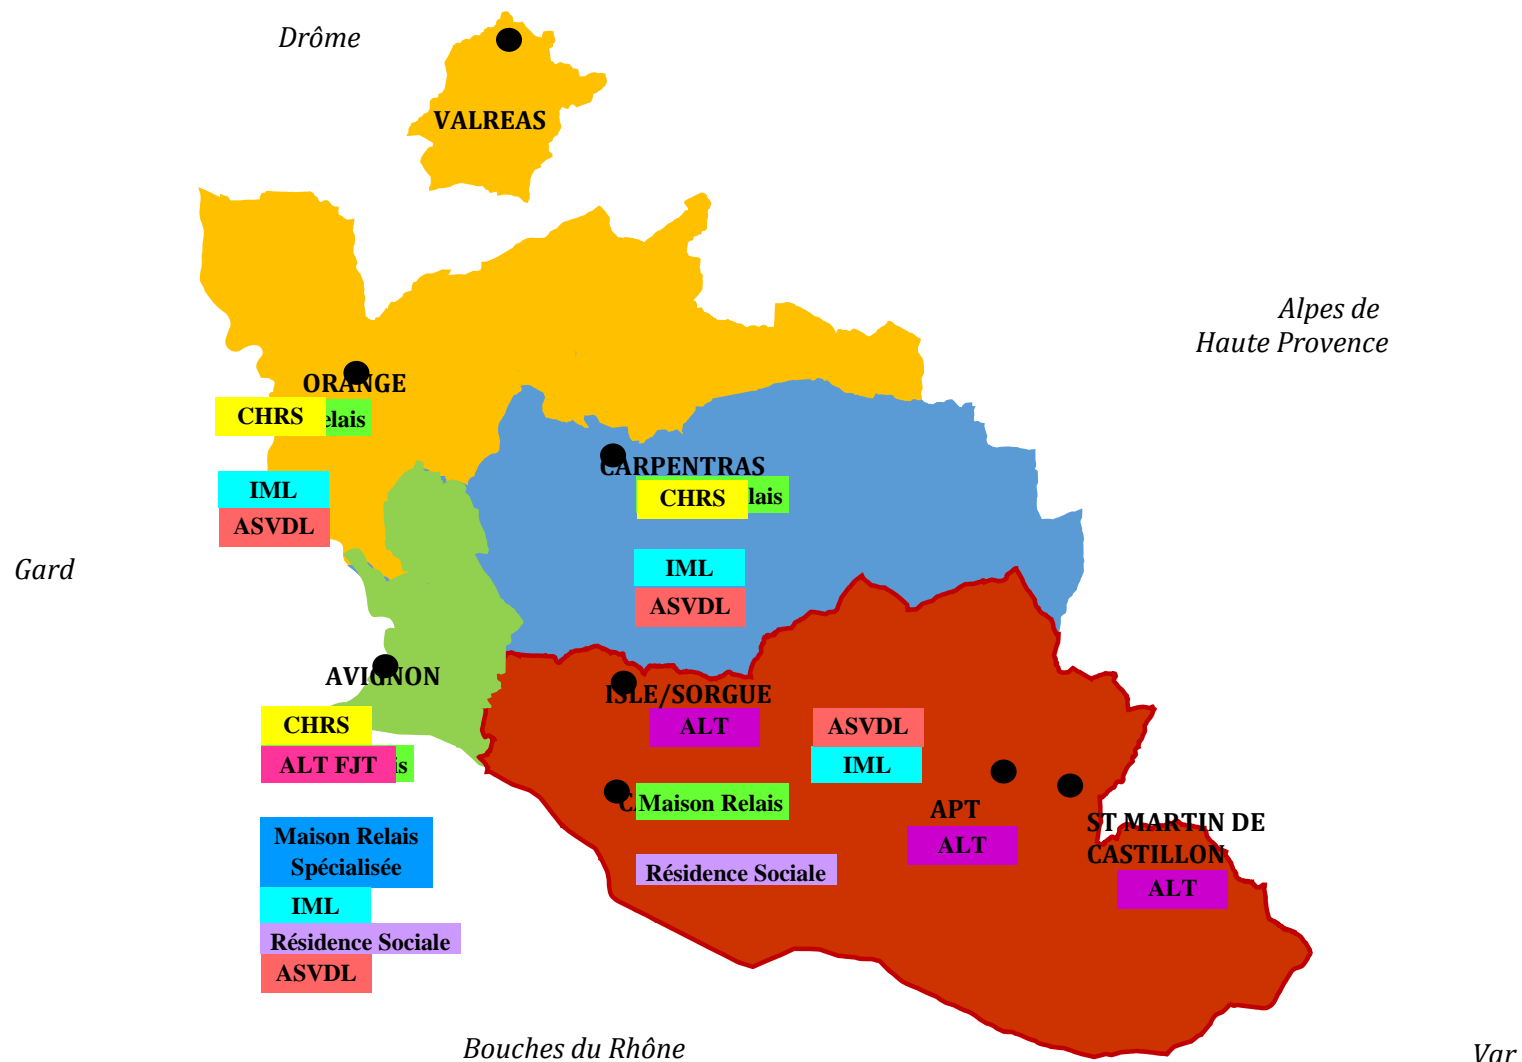 Drôme
VALREAS
Alpes de
Haute Provence
ORANGE
CHRS elais
CARPENTRAS
lais
CHRS
IML
ASVDL
IML
ASVDL
Gard
AVIGNON
ISLE/SORGUE
CHRS
ALT
ASVDL
ALT FJT is
IML
Maison Relais
APT
ST MARTIN DE
CASTILLON
ALT
Maison Relais
Spécialisée
Résidence Sociale
ALT
IML
Résidence Sociale
ASVDL
Bouches du Rhône
Var